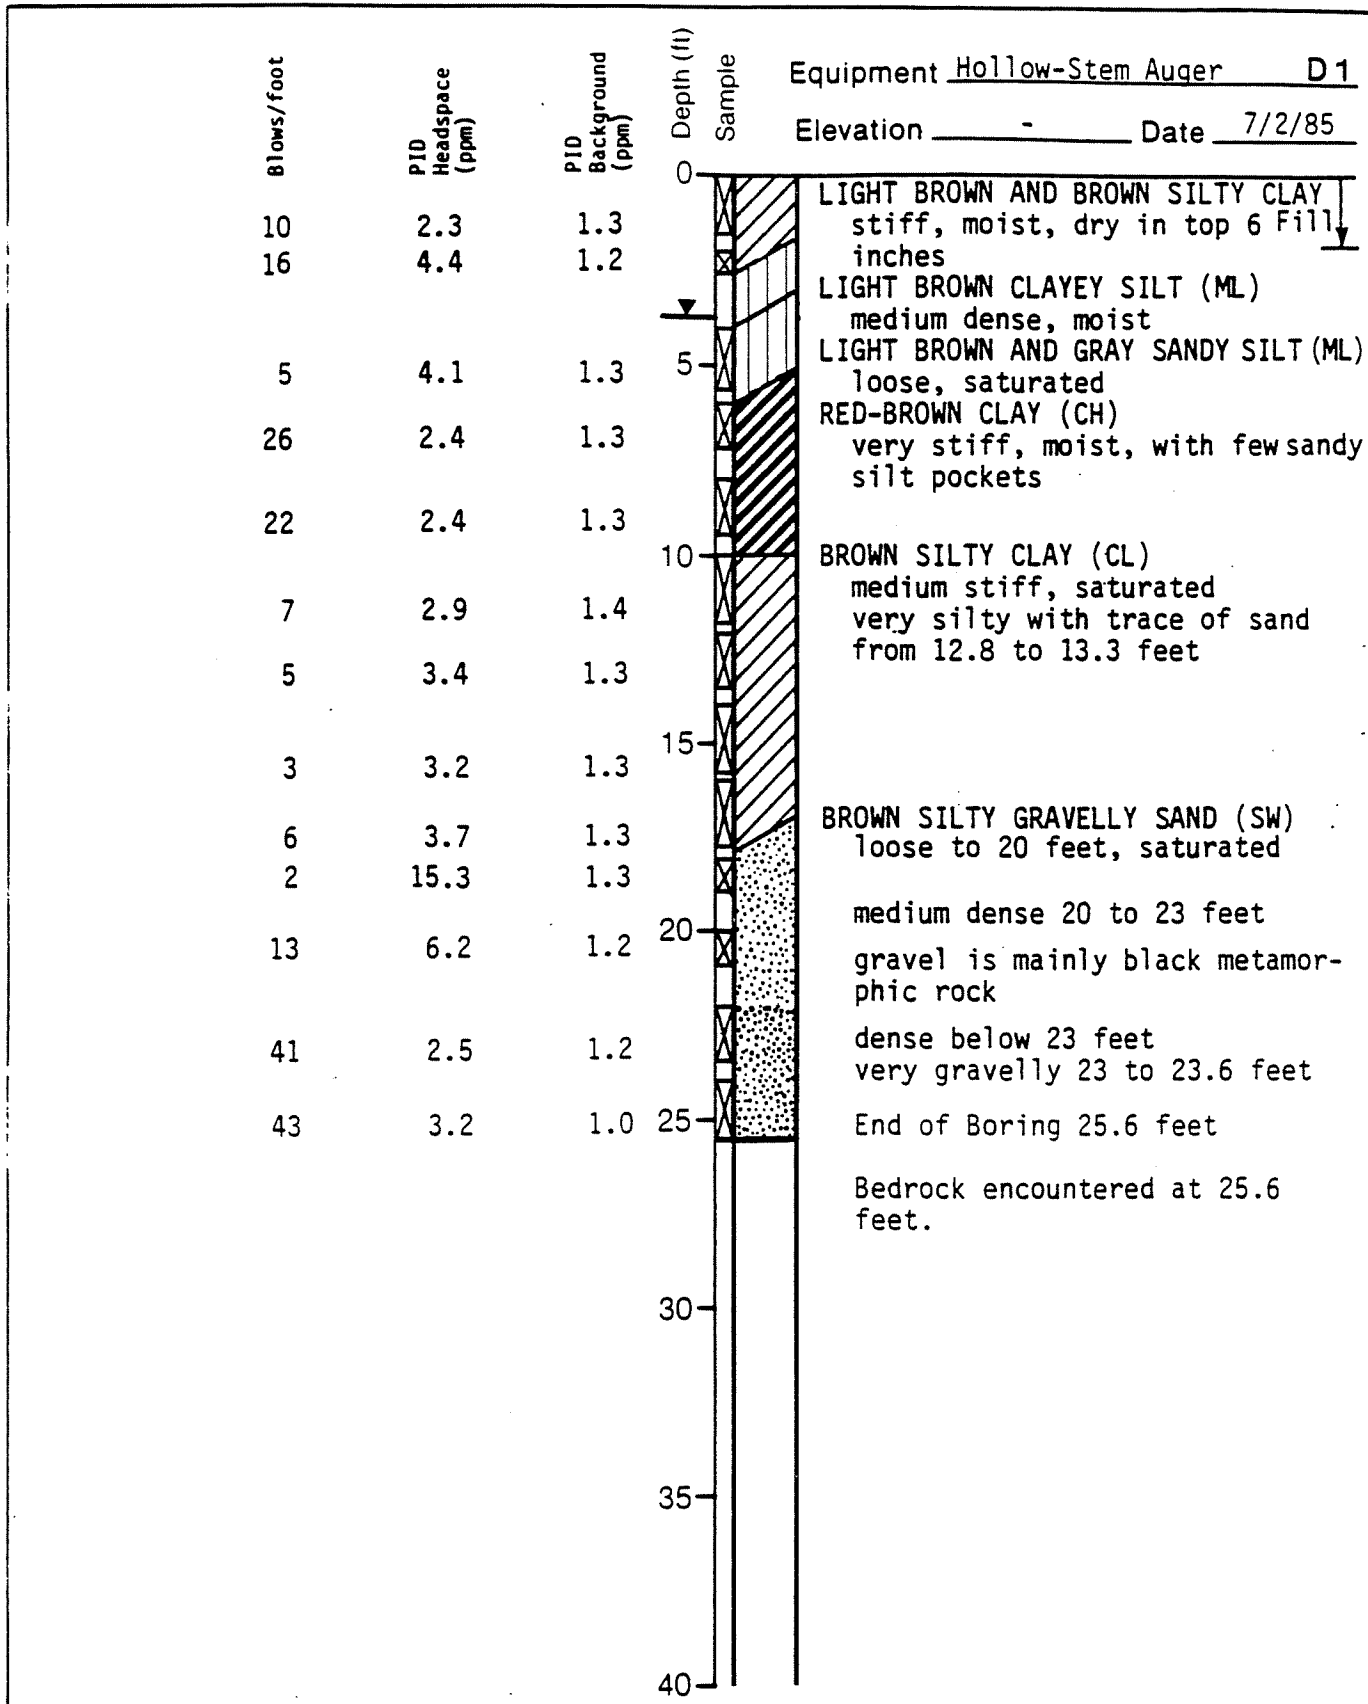 Blows/foot
PID
Headspace
(ppm)
PID
Background
(ppm)
Depth (ft)
Sample
Equipment Hollow-Stem Auger D1
Elevation - Date 7/2/85
0
LIGHT BROWN AND BROWN SILTY CLAY
10 2.3 1.3 stiff, moist, dry in top 6 Fill
16 4.4 1.2 inches
LIGHT BROWN CLAYEY SILT (ML)
medium dense, moist
LIGHT BROWN AND GRAY SANDY SILT (ML)
5 4.1 1.3 5 loose, saturated
RED-BROWN CLAY (CH)
26 2.4 1.3 very stiff, moist, with few sandy
silt pockets
22 2.4 1.3
10 BROWN SILTY CLAY (CL)
medium stiff, saturated
7 2.9 1.4 very silty with trace of sand
from 12.8 to 13.3 feet
5 3.4 1.3
15
3 3.2 1.3
BROWN SILTY GRAVELLY SAND (SW)
6 3.7 1.3 loose to 20 feet, saturated
2 15.3 1.3
medium dense 20 to 23 feet
20
13 6.2 1.2 gravel is mainly black metamor-
phic rock
41 2.5 1.2 dense below 23 feet
very gravelly 23 to 23.6 feet
43 3.2 1.0 25 End of Boring 25.6 feet
Bedrock encountered at 25.6
feet.
30
35
40